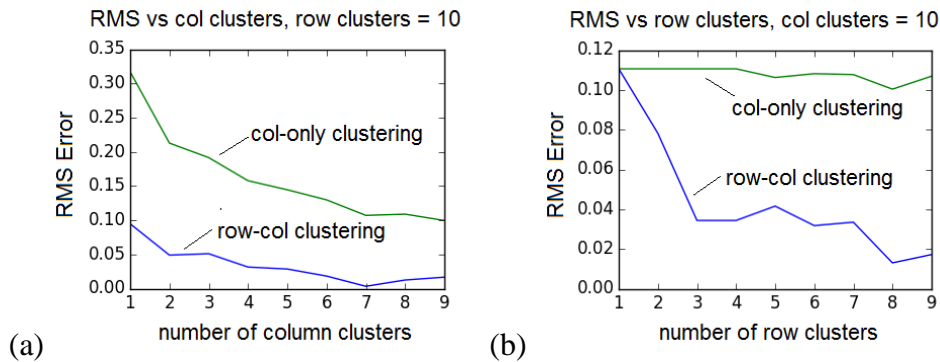 RMS vs col clusters, row clusters = 10
0.35
0.30
0.25
0.20
0.15
0.10
0.05
0.00
RMS Error
col-only clustering
row-col clustering
1 2 3 4 5 6 7 8 9
number of column clusters
(a)
RMS vs row clusters, col clusters = 10
0.12
0.10
0.08
0.06
0.04
0.02
0.00
RMS Error
col-only clustering
row-col clustering
1 2 3 4 5 6 7 8 9
number of row clusters
(b)